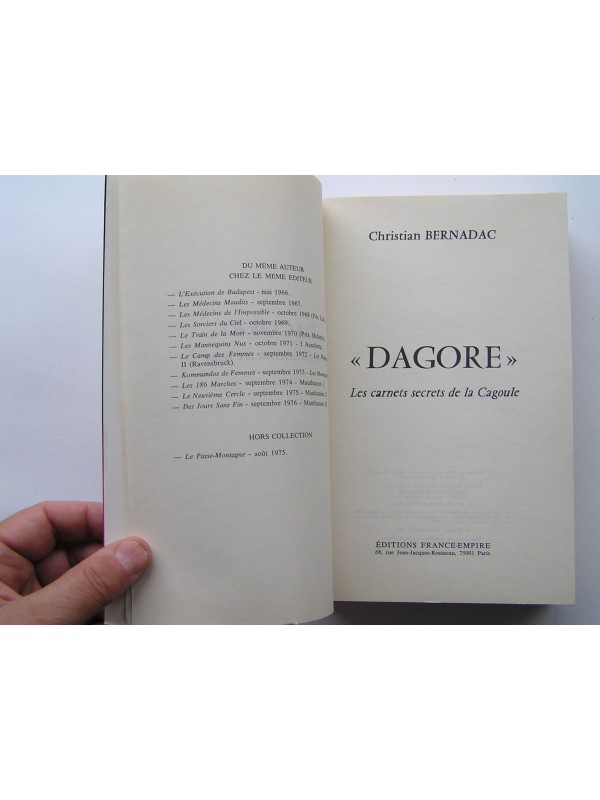 DU MEME AUTEUR
CHEZ LE MEME EDITEUR
— L'Exécution de Budapest - mai 1966.
— Les Médecins Maudits - septembre 1967.
— Les Médecins de l'Impossible - octobre 1968 (Prix
— Les Sorciers du Ciel - octobre 1969.
— Le Train de la Mort - novembre 1970 (Prix
— Les Mannequins Nus - octobre 1971 - I Auschwitz
— Le Camp des Femmes - septembre 1972 - Les
II (Ravensbruck).
— Kommandos de Femmes - septembre 1973 - Les
— Les 186 Marches - septembre 1974 - Mauthausen
— Le Neuvième Cercle - septembre 1975 - Mauthausen
— Des Jours Sans Fin - septembre 1976 - Mauthausen
HORS COLLECTION
— Le Passe-Montagne - août 1975.
Christian BERNADAC
« DAGORE »
Les carnets secrets de la Cagoule
ÉDITIONS FRANCE-EMPIRE
68, rue Jean-Jacques-Rousseau, 75001 Paris